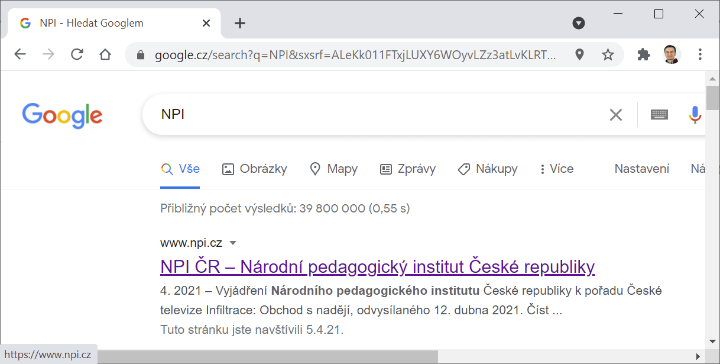 NPI - Hledat Googlem
google.cz/search?q=NPI&sxsrf=ALeKk011FTxjLUXY6WOyvLZz3atLvKLRT...
Google
NPI
Vše Obrázky Mapy Zprávy Nákupy Více Nastavení Ná
Přibližný počet výsledků: 39 800 000 (0,55 s)
www.npi.cz
NPI ČR – Národní pedagogický institut České republiky
4. 2021 – Vyjádření Národního pedagogického institutu České republiky k pořadu České
televize Infiltrace: Obchod s nadějí, odvysílaného 12. dubna 2021. Číst ...
Tuto stránku jste navštívili 5.4.21.
https://www.npi.cz